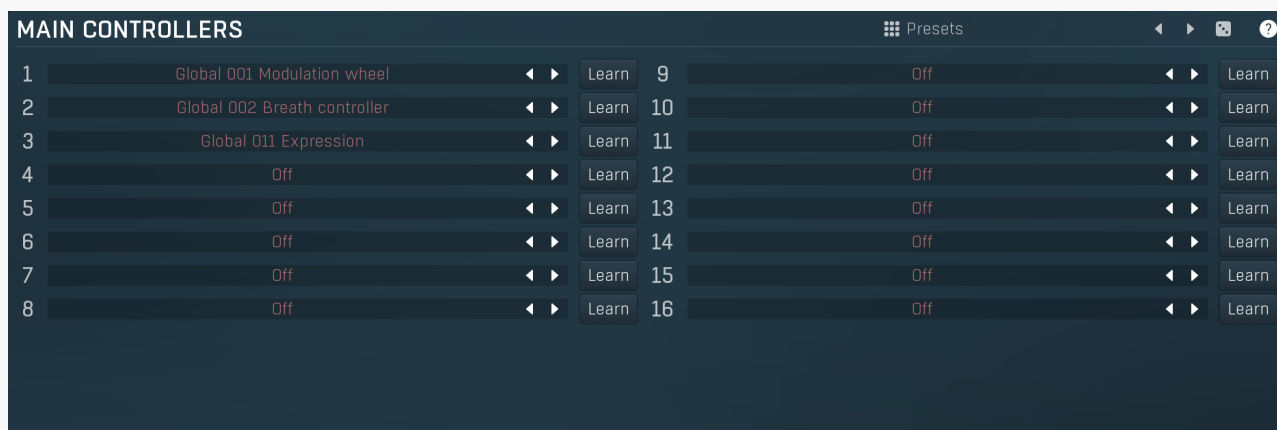 MAIN CONTROLLERS Presets ?
1 Global 001 Modulation wheel Learn 9 Off Learn
2 Global 002 Breath controller Learn 10 Off Learn
3 Global 011 Expression Learn 11 Off Learn
4 Off Learn 12 Off Learn
5 Off Learn 13 Off Learn
6 Off Learn 14 Off Learn
7 Off Learn 15 Off Learn
8 Off Learn 16 Off Learn